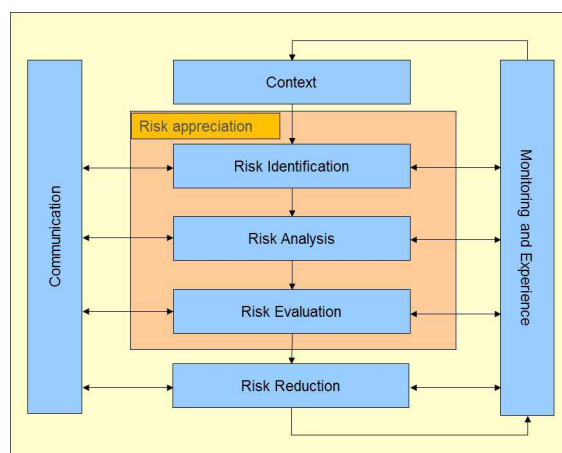 Context
Risk appreciation
Risk Identification
Risk Analysis
Risk Evaluation
Risk Reduction
Communication
Monitoring and Experience